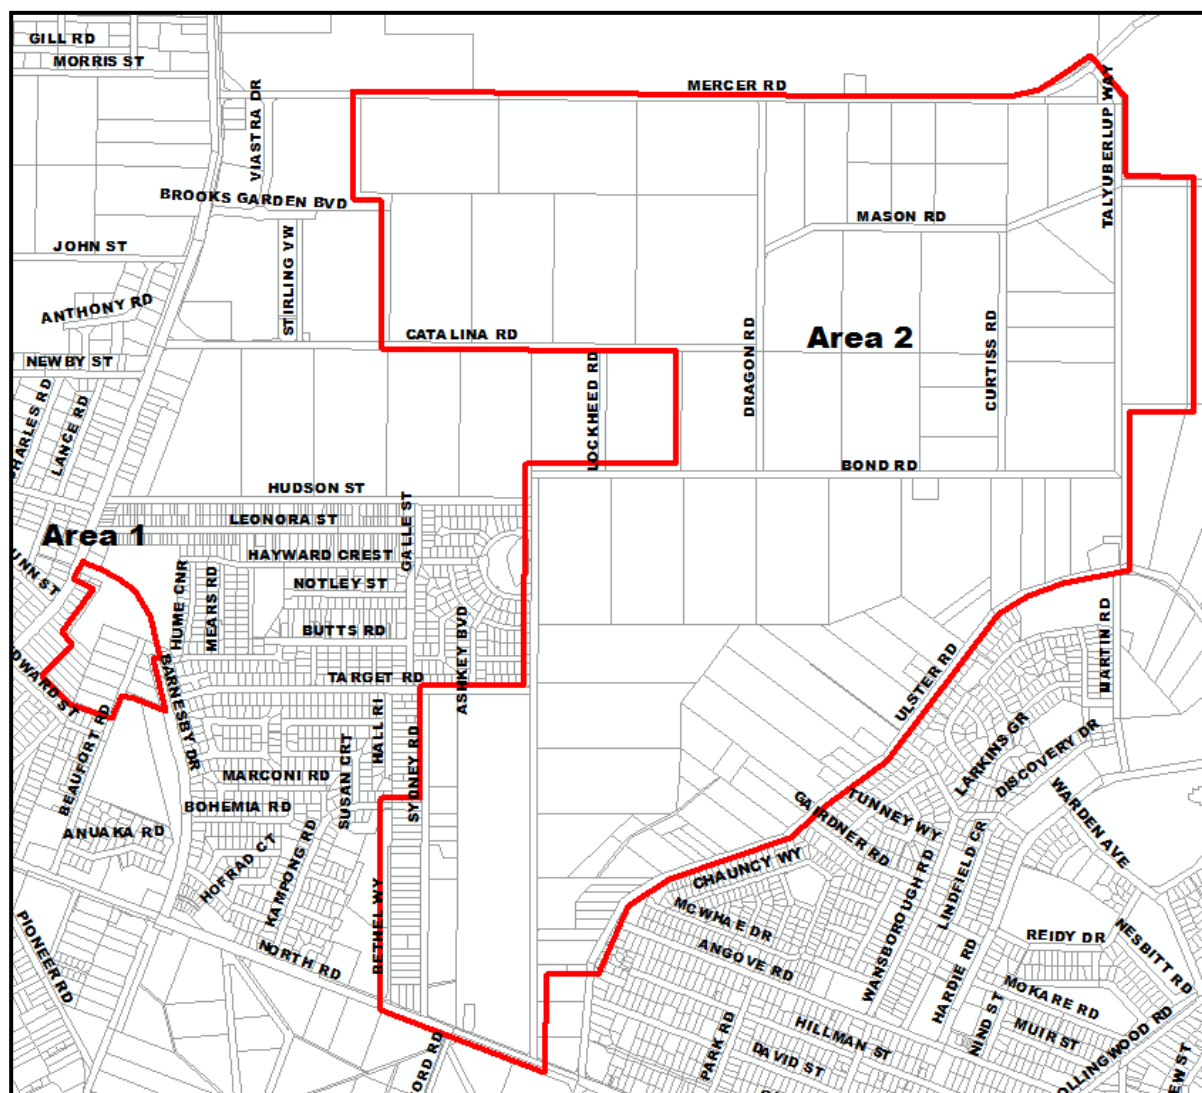 GILL RD
MORRIS ST
VIASTRA DR
MERCER RD
TALYUBERLUP WAY
BROOKS GARDEN BVD
MASON RD
JOHN ST
STIRLING VW
ANTHONY RD
CATALINA RD
Area 2
NEWBY ST
LOCKHEED RD
DRAGON RD
CURTISS RD
CHARLES RD
LANCE RD
BOND RD
HUDSON ST
LEONORA ST
Area 1
HAYWARD CREST
GALLE ST
NOTLEY ST
HUME CNR
MEARS RD
BUTTS RD
ASHKEY BVD
MARTIN RD
TARGET RD
BARNESBY DR
ULSTER RD
BEAUFORT RD
HALL RI
SYDNEY RD
SUSAN CRT
MARCONI RD
LARKINS GR
DISCOVERY DR
BOHEMIA RD
ANUAKA RD
GAIRDNER RD
TUNNEY WY
WARDEN AVE
HOFRAD CT
KAMPONG RD
CHAUNCY WY
LINDFIELD CR
WANSBOROUGH RD
BETHEL WY
MCWHAE DR
ANGOVE RD
REIDY DR
NESBITT RD
PIONEER RD
NORTH RD
HARDIE RD
NIND ST
MOKARE RD
MUIR ST
HILLMAN ST
PARK RD
DAVID ST
OLLINGWOOD RD
ORD RD
EW ST